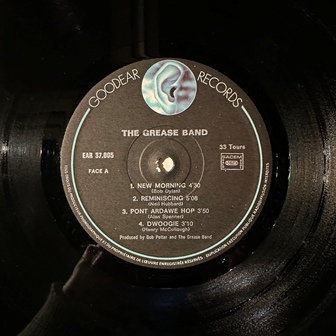 GOODEAR RECORDS
THE GREASE BAND
EAR 37.005
33 Tours
FACE A
SACEM
1. NEW MORNING 4'30
(Bob Dylan)
2. REMINISCING 5'08
(Neil Hubbard)
3. PONT ARDAWE HOP 3'50
(Alan Spenner)
4. DWOOGIE 3'10
(Henry McCullough)
Produced by Bob Potter and The Grease Band